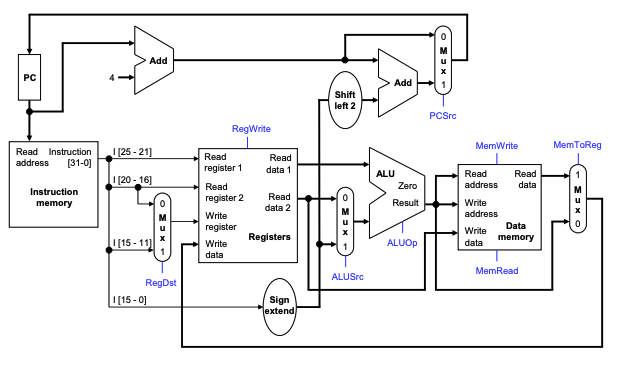 PC
Add
4
0
M
u
x
1
PCSrc
Shift
left 2
Add
Read
address
Instruction
[31-0]
Instruction
memory
I [25 - 21]
I [20 - 16]
I [15 - 11]
I [15 - 0]
0
M
u
x
1
RegDst
RegWrite
Read
register 1
Read
data 1
Read
register 2
Read
data 2
Write
register
Write
data
Registers
Sign
extend
0
M
u
x
1
ALUSrc
ALU
Zero
Result
ALUOp
MemWrite
Read
address
Read
data
Write
address
Write
data
Data
memory
MemRead
MemToReg
1
M
u
x
0